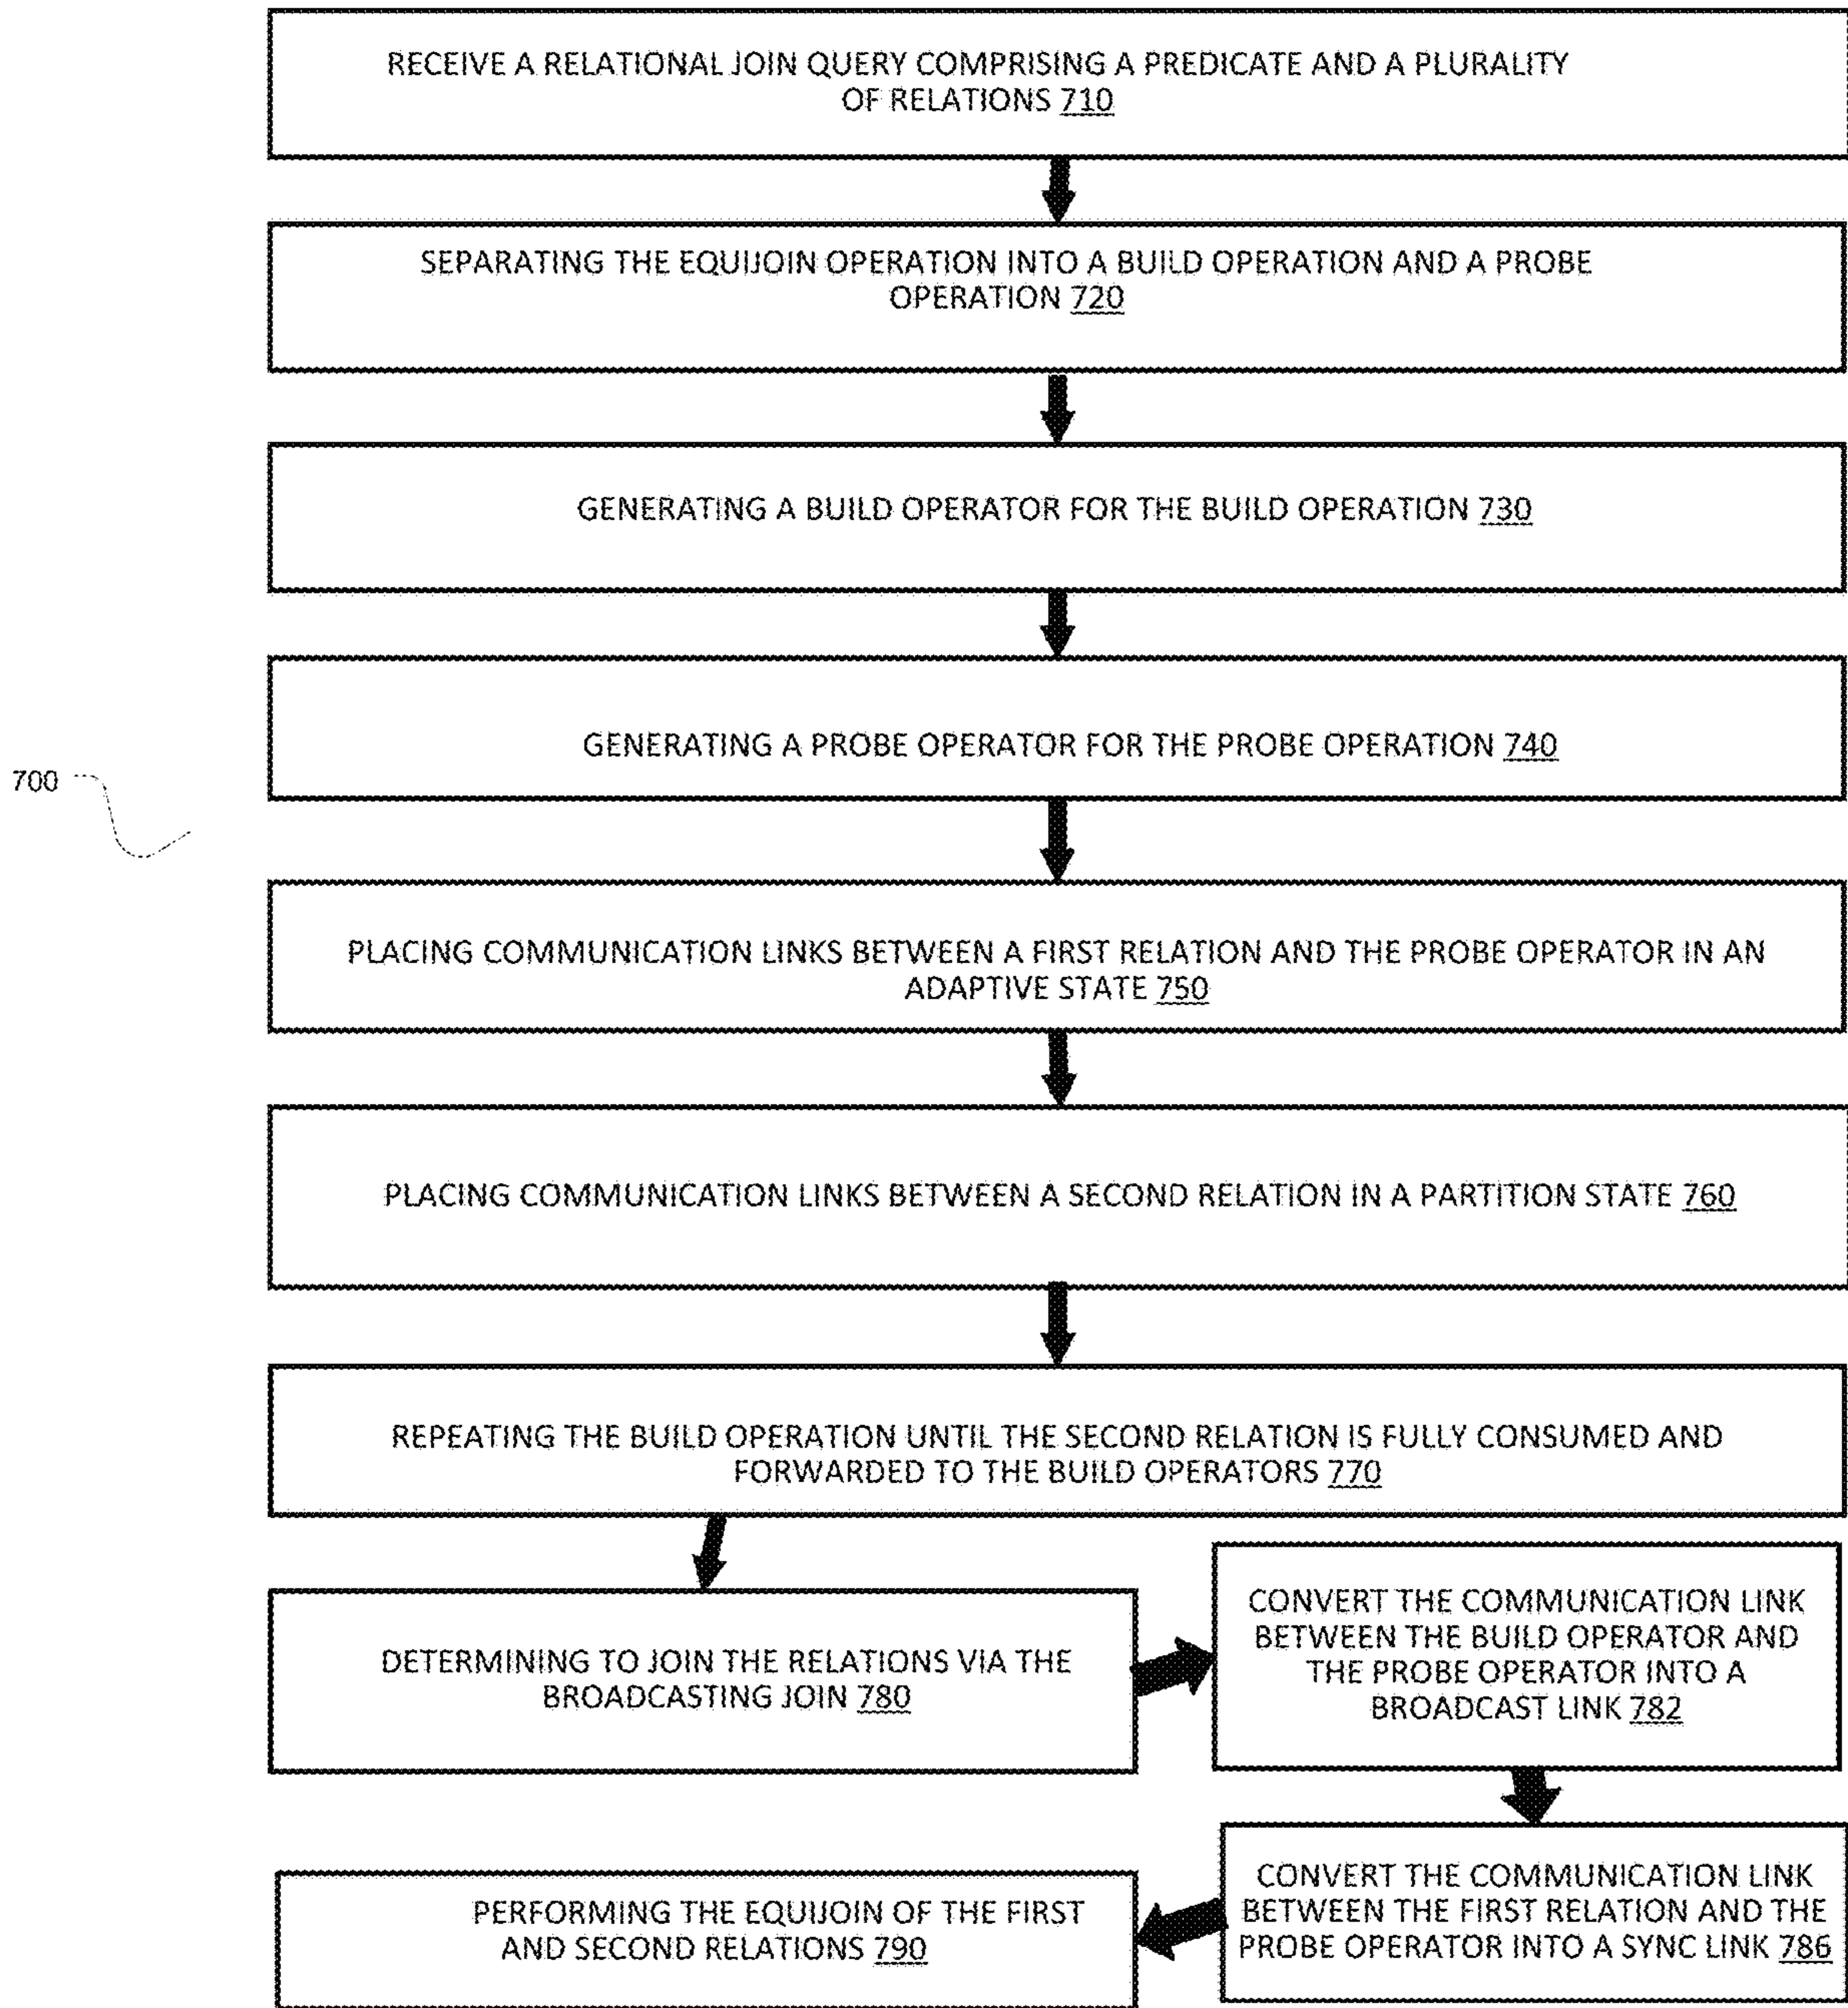 RECEIVE A RELATIONAL JOIN QUERY COMPRISING A PREDICATE AND A PLURALITY
OF RELATIONS 710
SEPARATING THE EQUIJOIN OPERATION INTO A BUILD OPERATION AND A PROBE
OPERATION 720
GENERATING A BUILD OPERATOR FOR THE BUILD OPERATION 730
GENERATING A PROBE OPERATOR FOR THE PROBE OPERATION 740
700
PLACING COMMUNICATION LINKS BETWEEN A FIRST RELATION AND THE PROBE OPERATOR IN AN
ADAPTIVE STATE 750
PLACING COMMUNICATION LINKS BETWEEN A SECOND RELATION IN A PARTITION STATE 760
REPEATING THE BUILD OPERATION UNTIL THE SECOND RELATION IS FULLY CONSUMED AND
FORWARDED TO THE BUILD OPERATORS 770
DETERMINING TO JOIN THE RELATIONS VIA THE
BROADCASTING JOIN 780
CONVERT THE COMMUNICATION LINK
BETWEEN THE BUILD OPERATOR AND
THE PROBE OPERATOR INTO A
BROADCAST LINK 782
CONVERT THE COMMUNICATION LINK
BETWEEN THE FIRST RELATION AND THE
PROBE OPERATOR INTO A SYNC LINK 786
PERFORMING THE EQUIJOIN OF THE FIRST
AND SECOND RELATIONS 790